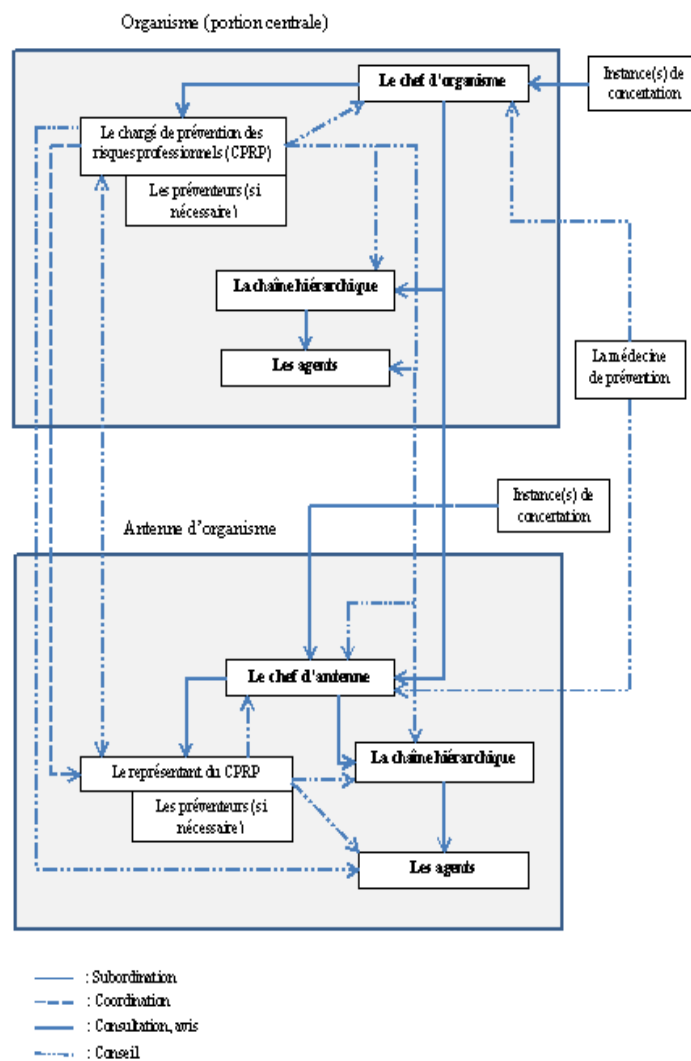 Organisme (portion centrale)
Le chef d'organisme
Instance(s) de
concertation
Le chargé de prévention des
risques professionnels (CPRP)
Les préventeurs (si
nécessaire)
La chaîne hiérarchique
Les agents
La médecine
de prévention
Instance(s) de
concertation
Antenne d'organisme
Le chef d'antenne
La chaîne hiérarchique
Le représentant du CPRP
Les préventeurs (si
nécessaire)
Les agents
: Subordination
: Coordination
: Consultation, avis
: Conseil